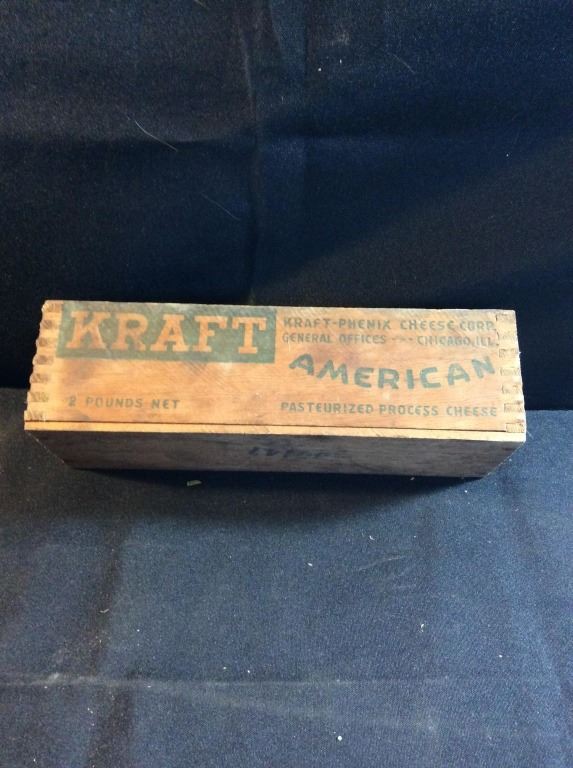 KRAFT
KRAFT-PHENIX CHEESE CORP.
GENERAL OFFICES --- CHICAGO, ILL.
AMERICAN
2 POUNDS NET
PASTEURIZED PROCESS CHEESE